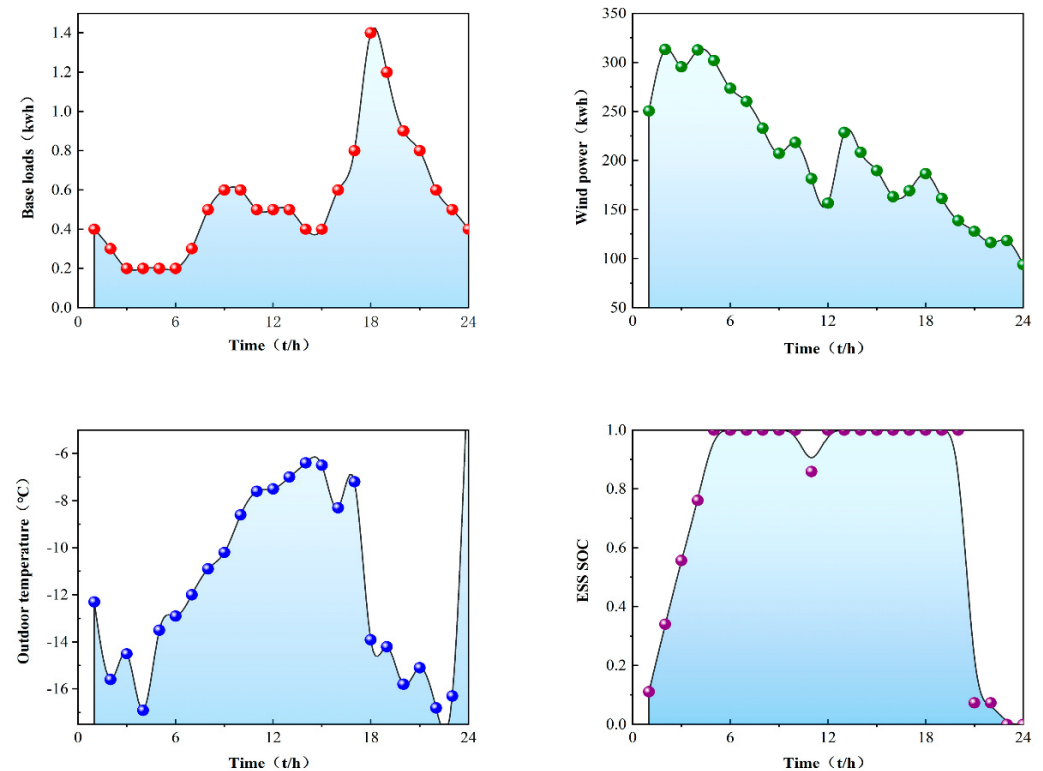 1.4
1.2
1.0
0.8
0.6
0.4
0.2
0.0
Base loads（kwh）
0 6 12 18 24
Time（t/h）
350
300
250
200
150
100
50
Wind power（kwh）
0 6 12 18 24
Time（t/h）
-6
-8
-10
-12
-14
-16
Outdoor temperature（℃）
0 6 12 18 24
Time（t/h）
1.0
0.8
0.6
0.4
0.2
0.0
ESS SOC
0 6 12 18 24
Time（t/h）